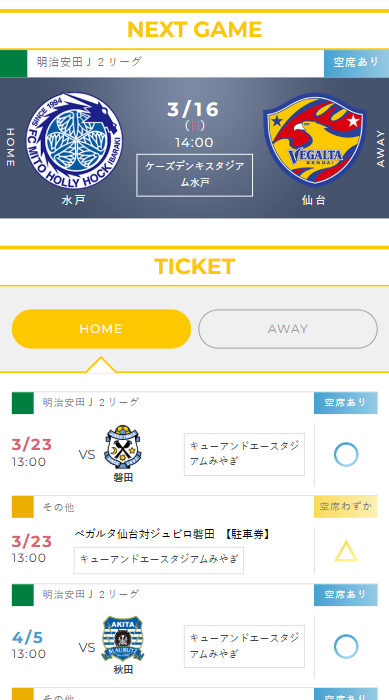 NEXT GAME
明治安田Ｊ２リーグ
空席あり
HOME
SINCE 1994
FC MITO HOLLY HOCK
IBARAKI
水戸
3/16
(日)
14:00
ケーズデンキスタジア
ム水戸
VEGALTA
SENDAI
仙台
AWAY
TICKET
HOME
AWAY
明治安田Ｊ２リーグ
空席あり
3/23
13:00
VS
磐田
キューアンドエースタジ
アムみやぎ
その他
空席わずか
3/23
13:00
ベガルタ仙台対ジュビロ磐田 【駐車券】
キューアンドエースタジアムみやぎ
明治安田Ｊ２リーグ
空席あり
4/5
13:00
VS
AKITA
BLAUBLITZ
秋田
キューアンドエースタジ
アムみやぎ
その他